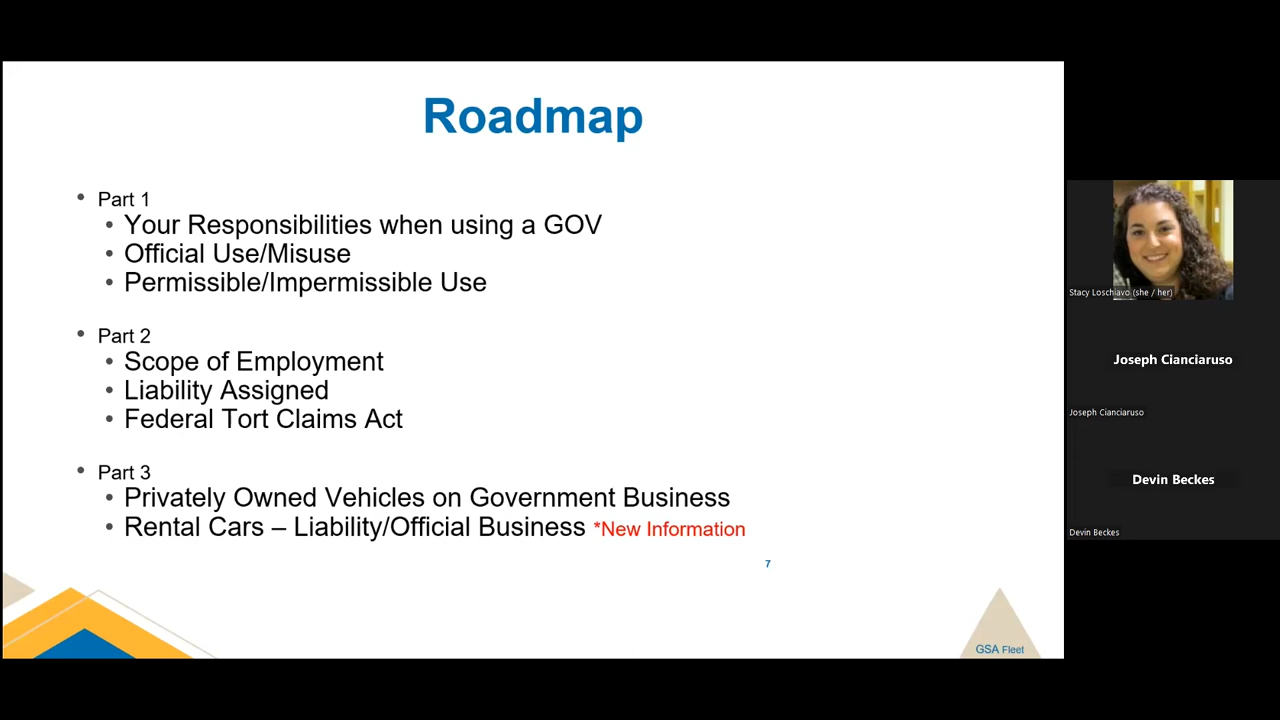 Roadmap
• Part 1
• Your Responsibilities when using a GOV
• Official Use/Misuse
• Permissible/Impermissible Use
• Part 2
• Scope of Employment
• Liability Assigned
• Federal Tort Claims Act
• Part 3
• Privately Owned Vehicles on Government Business
• Rental Cars – Liability/Official Business *New Information
7
GSA Fleet
Stacy Loschiavo (she / her)
Joseph Cianciaruso
Joseph Cianciaruso
Devin Beckes
Devin Beckes